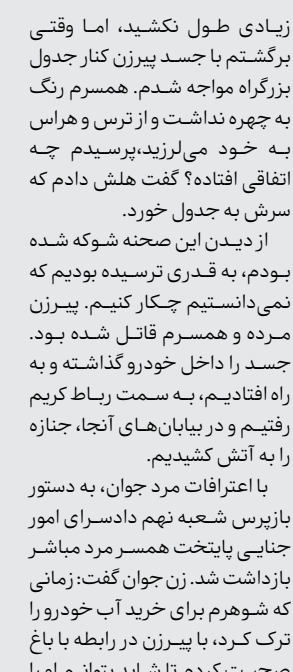 زیادی طول نکشید، اما وقتی
برگشتم با جسد پیرزن کنار جدول
بزرگراه مواجه شدم. همسرم رنگ
به چهره نداشت و از ترس و هراس
به خود می‌لرزید،پرسیدم چه
اتفاقی افتاده؟ گفت هلش دادم که
سرش به جدول خورد.
از دیدن این صحنه شوکه شده
بودم، به قدری ترسیده بودیم که
نمی‌دانستیم چکار کنیم. پیرزن
مرده و همسرم قاتل شده بود.
جسد را داخل خودرو گذاشته و به
راه افتادیم، به سمت رباط کریم
رفتیم و در بیابان‌های آنجا، جنازه
را به آتش کشیدیم.
با اعترافات مرد جوان، به دستور
بازپرس شعبه نهم دادسرای امور
جنایی پایتخت همسر مرد مباشر
بازداشت شد. زن جوان گفت: زمانی
که شوهرم برای خرید آب خودرو را
ترک کرد، با پیرزن در رابطه با باغ